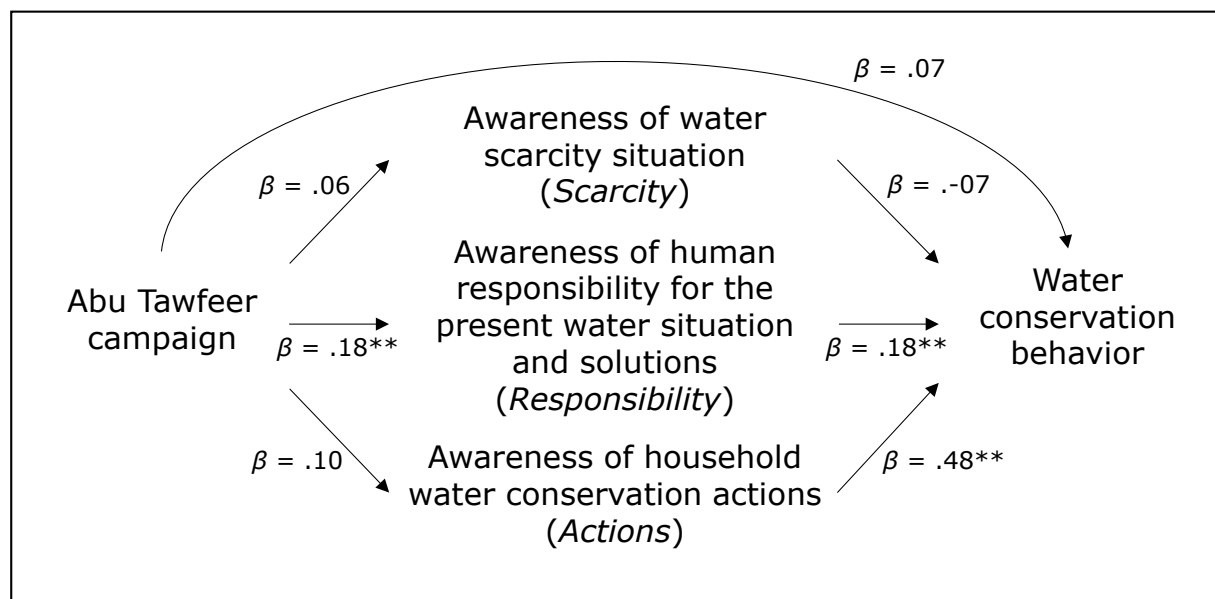 β = .07
Awareness of water
scarcity situation
(Scarcity)
β = .06
β = .-07
Abu Tawfeer
campaign
Awareness of human
responsibility for the
present water situation
and solutions
(Responsibility)
β = .18**
β = .18**
Water
conservation
behavior
β = .10
Awareness of household
water conservation actions
(Actions)
β = .48**